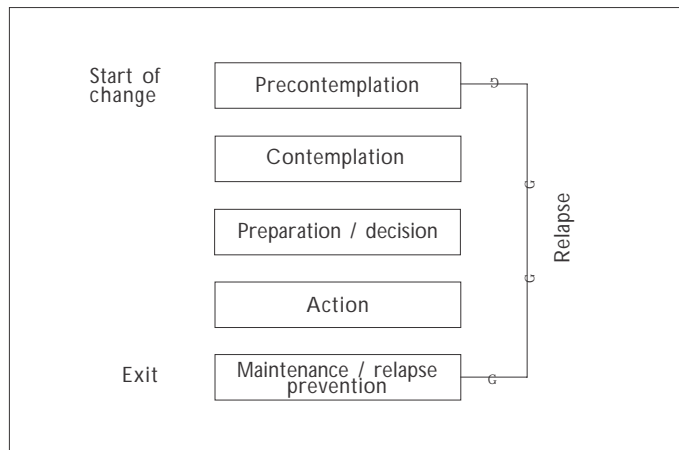 Start of
change
Precontemplation
G
Contemplation
G
Preparation / decision
Relapse
G
Action
Exit
Maintenance / relapse
prevention
G